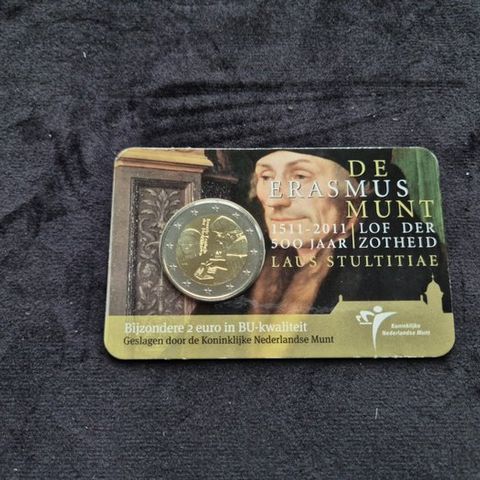 DE
ERASMUS
MUNT
1511-2011 LOF DER
500 JAAR ZOTHEID
LAUS STULTITIAE
Bijzondere 2 euro in BU-kwaliteit
Geslagen door de Koninklijke Nederlandse Munt
Koninklijke
Nederlandse Munt